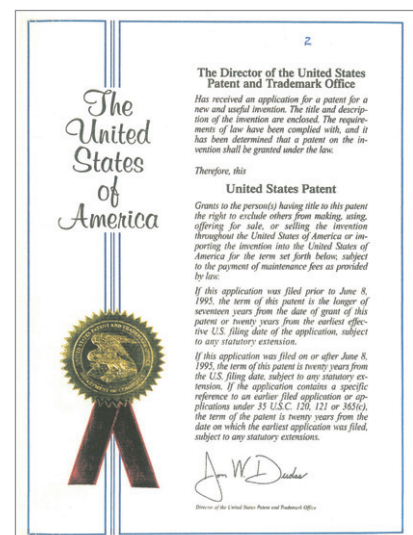 2
The
United
States
of
America
The Director of the United States
Patent and Trademark Office
Has received an application for a patent for a
new and useful invention. The title and descrip-
tion of the invention are enclosed. The require-
ments of law have been complied with, and it
has been determined that a patent on the in-
vention shall be granted under the law.
Therefore, this
United States Patent
Grants to the person(s) having title to this patent
the right to exclude others from making, using,
offering for sale, or selling the invention
throughout the United States of America or im-
porting the invention into the United States of
America for the term set forth below, subject
to the payment of maintenance fees as provided
by law.
If this application was filed prior to June 8,
1995, the term of this patent is the longer of
seventeen years from the date of grant of this
patent or twenty years from the earliest effec-
tive U.S. filing date of the application, subject
to any statutory extension.
If this application was filed on or after June 8,
1995, the term of this patent is twenty years from
the U.S. filing date, subject to any statutory ex-
tension. If the application contains a specific
reference to an earlier filed application or ap-
plications under 35 U.S.C. 120, 121 or 365(c),
the term of the patent is twenty years from the
date on which the earliest application was filed,
subject to any statutory extensions.
Jon W. Dudas
Director of the United States Patent and Trademark Office